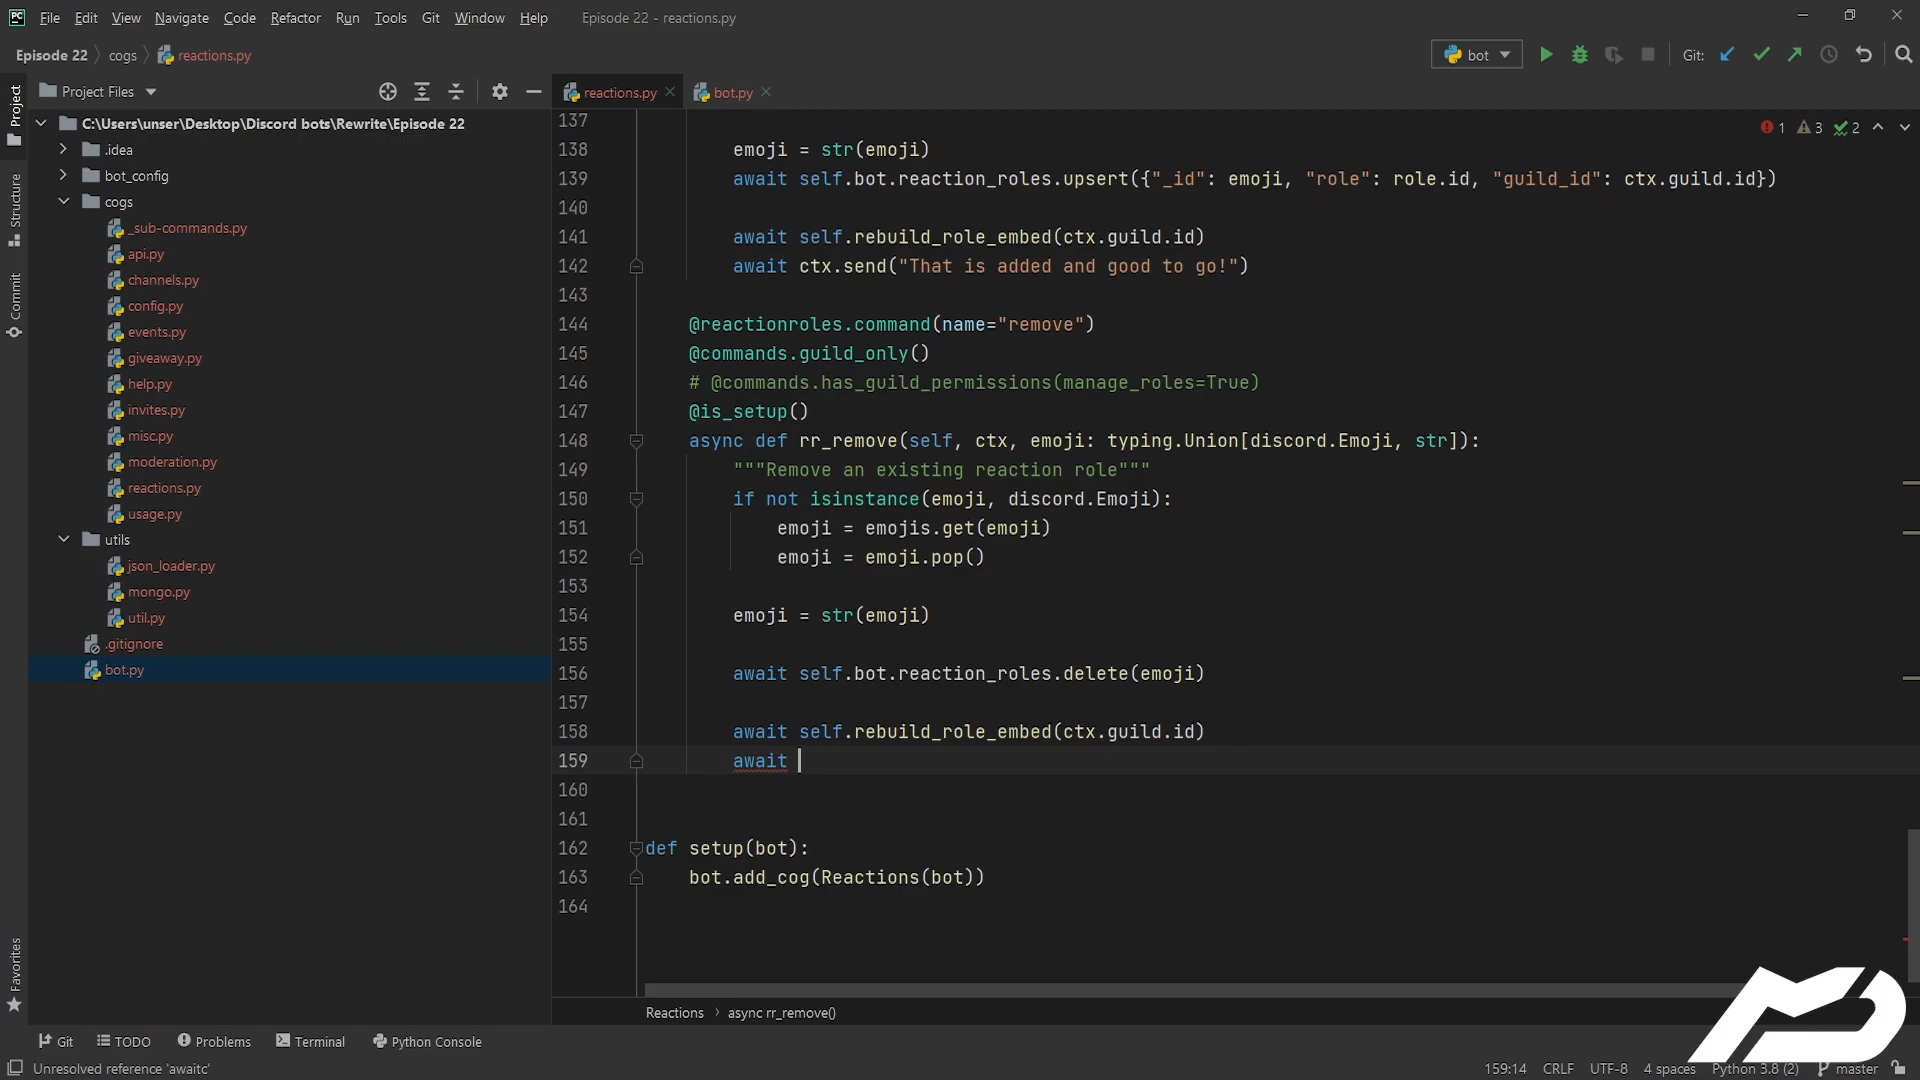 File Edit View Navigate Code Refactor Run Tools Git Window Help Episode 22 - reactions.py
Episode 22 cogs reactions.py bot Git:
Project Files reactions.py bot.py
Project
Structure
Commit
Favorites
C:\Users\unser\Desktop\Discord bots\Rewrite\Episode 22
.idea
bot_config
cogs
_sub-commands.py
api.py
channels.py
config.py
events.py
giveaway.py
help.py
invites.py
misc.py
moderation.py
reactions.py
usage.py
utils
json_loader.py
mongo.py
util.py
.gitignore
bot.py
1 3 2
137
138 emoji = str(emoji)
139 await self.bot.reaction_roles.upsert({"_id": emoji, "role": role.id, "guild_id": ctx.guild.id})
140
141 await self.rebuild_role_embed(ctx.guild.id)
142 await ctx.send("That is added and good to go!")
143
144 @reactionroles.command(name="remove")
145 @commands.guild_only()
146 # @commands.has_guild_permissions(manage_roles=True)
147 @is_setup()
148 async def rr_remove(self, ctx, emoji: typing.Union[discord.Emoji, str]):
149 """Remove an existing reaction role"""
150 if not isinstance(emoji, discord.Emoji):
151 emoji = emojis.get(emoji)
152 emoji = emoji.pop()
153
154 emoji = str(emoji)
155
156 await self.bot.reaction_roles.delete(emoji)
157
158 await self.rebuild_role_embed(ctx.guild.id)
159 await
160
161
162 def setup(bot):
163 bot.add_cog(Reactions(bot))
164
Reactions async rr_remove()
Git TODO Problems Terminal Python Console
Unresolved reference 'awaitc' 159:14 CRLF UTF-8 4 spaces Python 3.8 (2) master